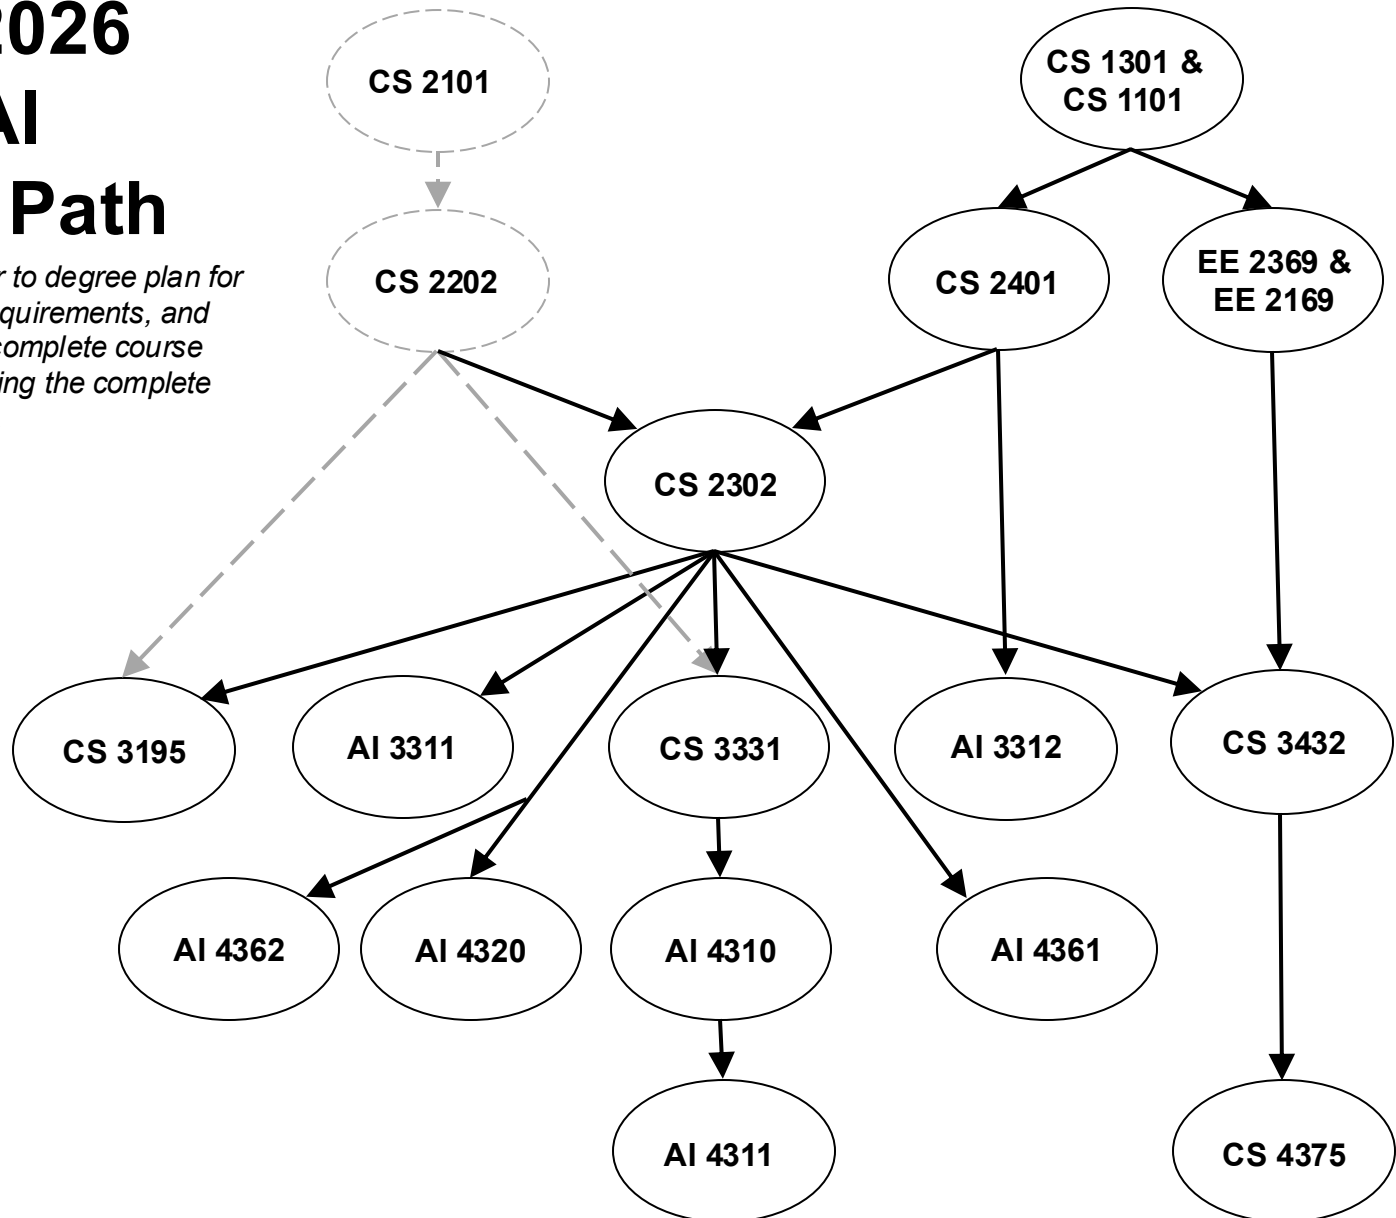 2026
AI
Path
to degree plan for
and
complete course
the complete
CS 2101
CS 1301 &
CS 1101
CS 2202
CS 2401
EE 2369 &
EE 2169
CS 2302
CS 3195
AI 3311
CS 3331
AI 3312
CS 3432
AI 4362
AI 4320
AI 4310
AI 4361
AI 4311
CS 4375